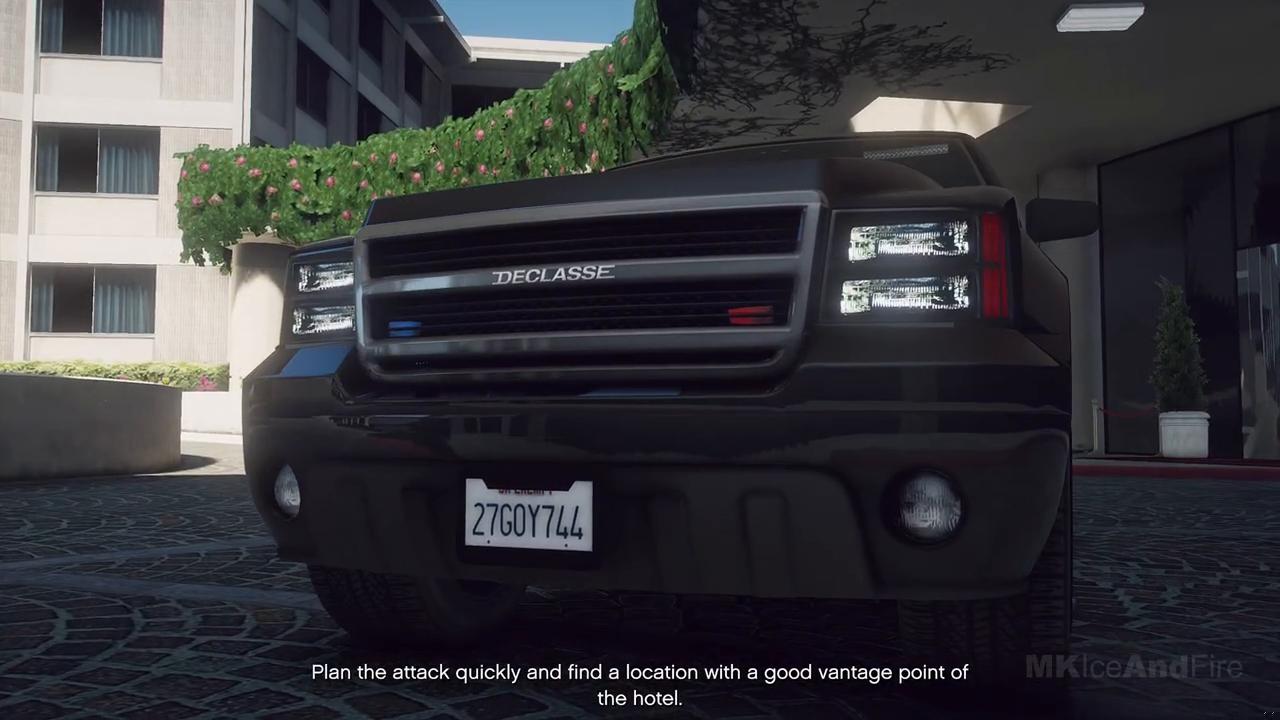 DECLASSE
27GOY744
Plan the attack quickly and find a location with a good vantage point of
the hotel.
MKIceAndFire